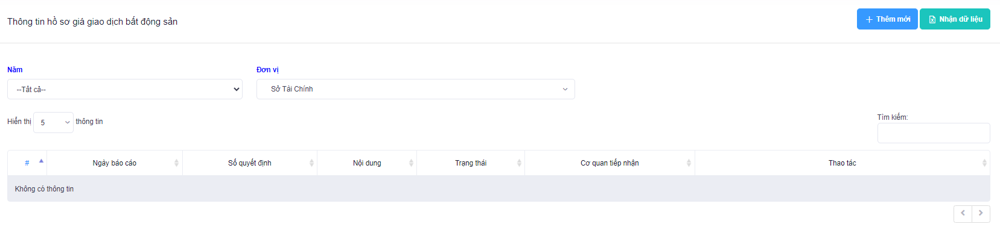 Thông tin hồ sơ giá giao dịch bất động sản
Thêm mới
Nhận dữ liệu
Năm
Đơn vị
--Tất cả--
Sở Tài Chính
Hiển thị 5 thông tin
Tìm kiếm:
# Ngày báo cáo Số quyết định Nội dung Trạng thái Cơ quan tiếp nhận Thao tác
Không có thông tin